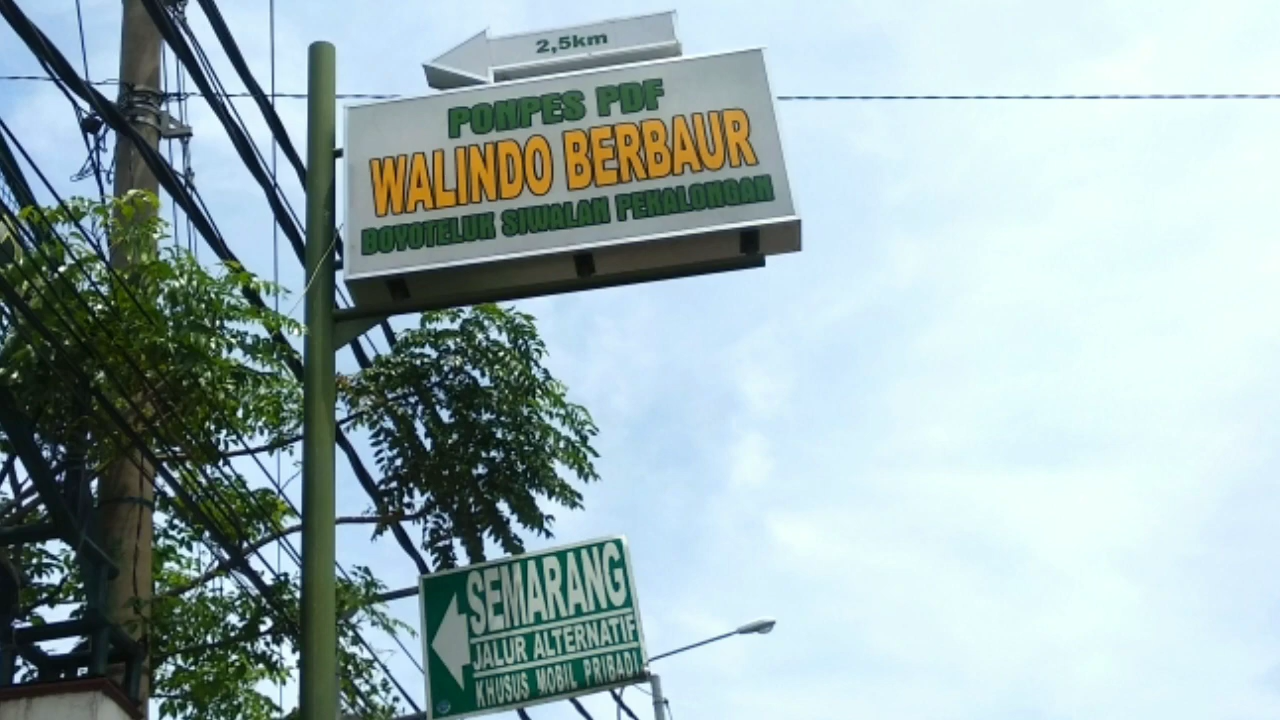 2,5km
PONPES PDF
WALINDO BERBAUR
BOYOTELUK SIWALAN PEKALONGAN
SEMARANG
JALUR ALTERNATIF
KHUSUS MOBIL PRIBADI